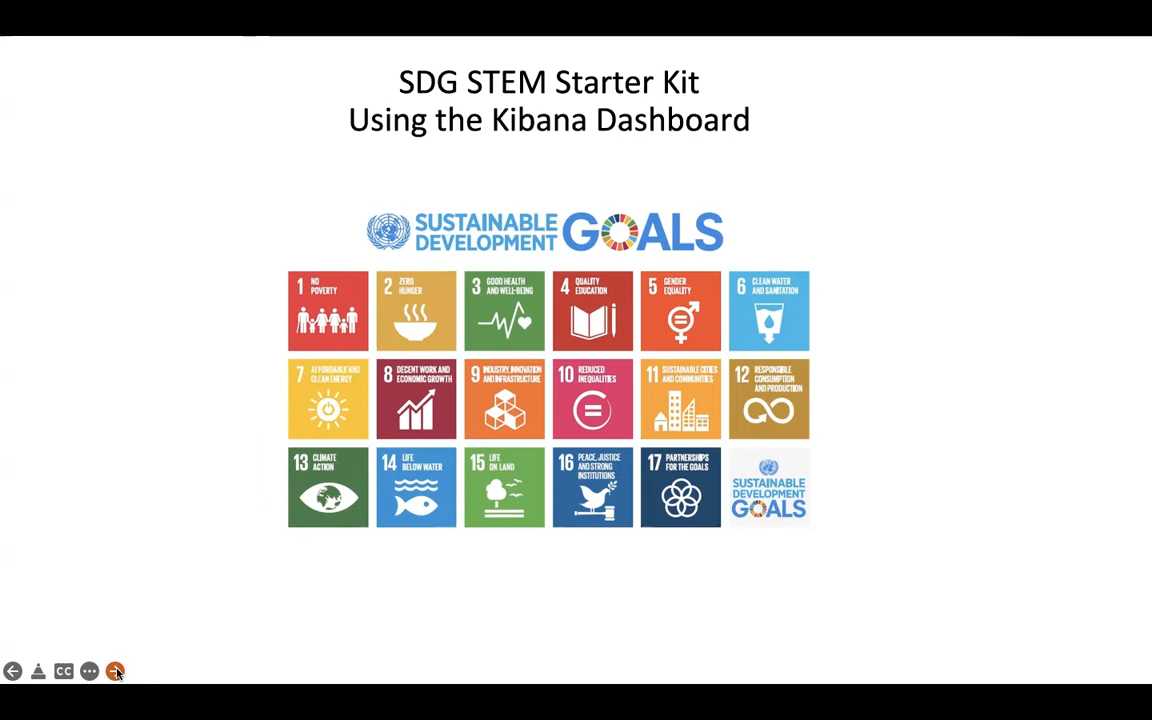 SDG STEM Starter Kit
Using the Kibana Dashboard
SUSTAINABLE
DEVELOPMENT
GOALS
1 NO
POVERTY
2 ZERO
HUNGER
3 GOOD HEALTH
AND WELL-BEING
4 QUALITY
EDUCATION
5 GENDER
EQUALITY
6 CLEAN WATER
AND SANITATION
7 AFFORDABLE AND
CLEAN ENERGY
8 DECENT WORK AND
ECONOMIC GROWTH
9 INDUSTRY, INNOVATION
AND INFRASTRUCTURE
10 REDUCED
INEQUALITIES
11 SUSTAINABLE CITIES
AND COMMUNITIES
12 RESPONSIBLE
CONSUMPTION
AND PRODUCTION
13 CLIMATE
ACTION
14 LIFE
BELOW WATER
15 LIFE
ON LAND
16 PEACE, JUSTICE
AND STRONG
INSTITUTIONS
17 PARTNERSHIPS
FOR THE GOALS
SUSTAINABLE
DEVELOPMENT
GOALS
CC